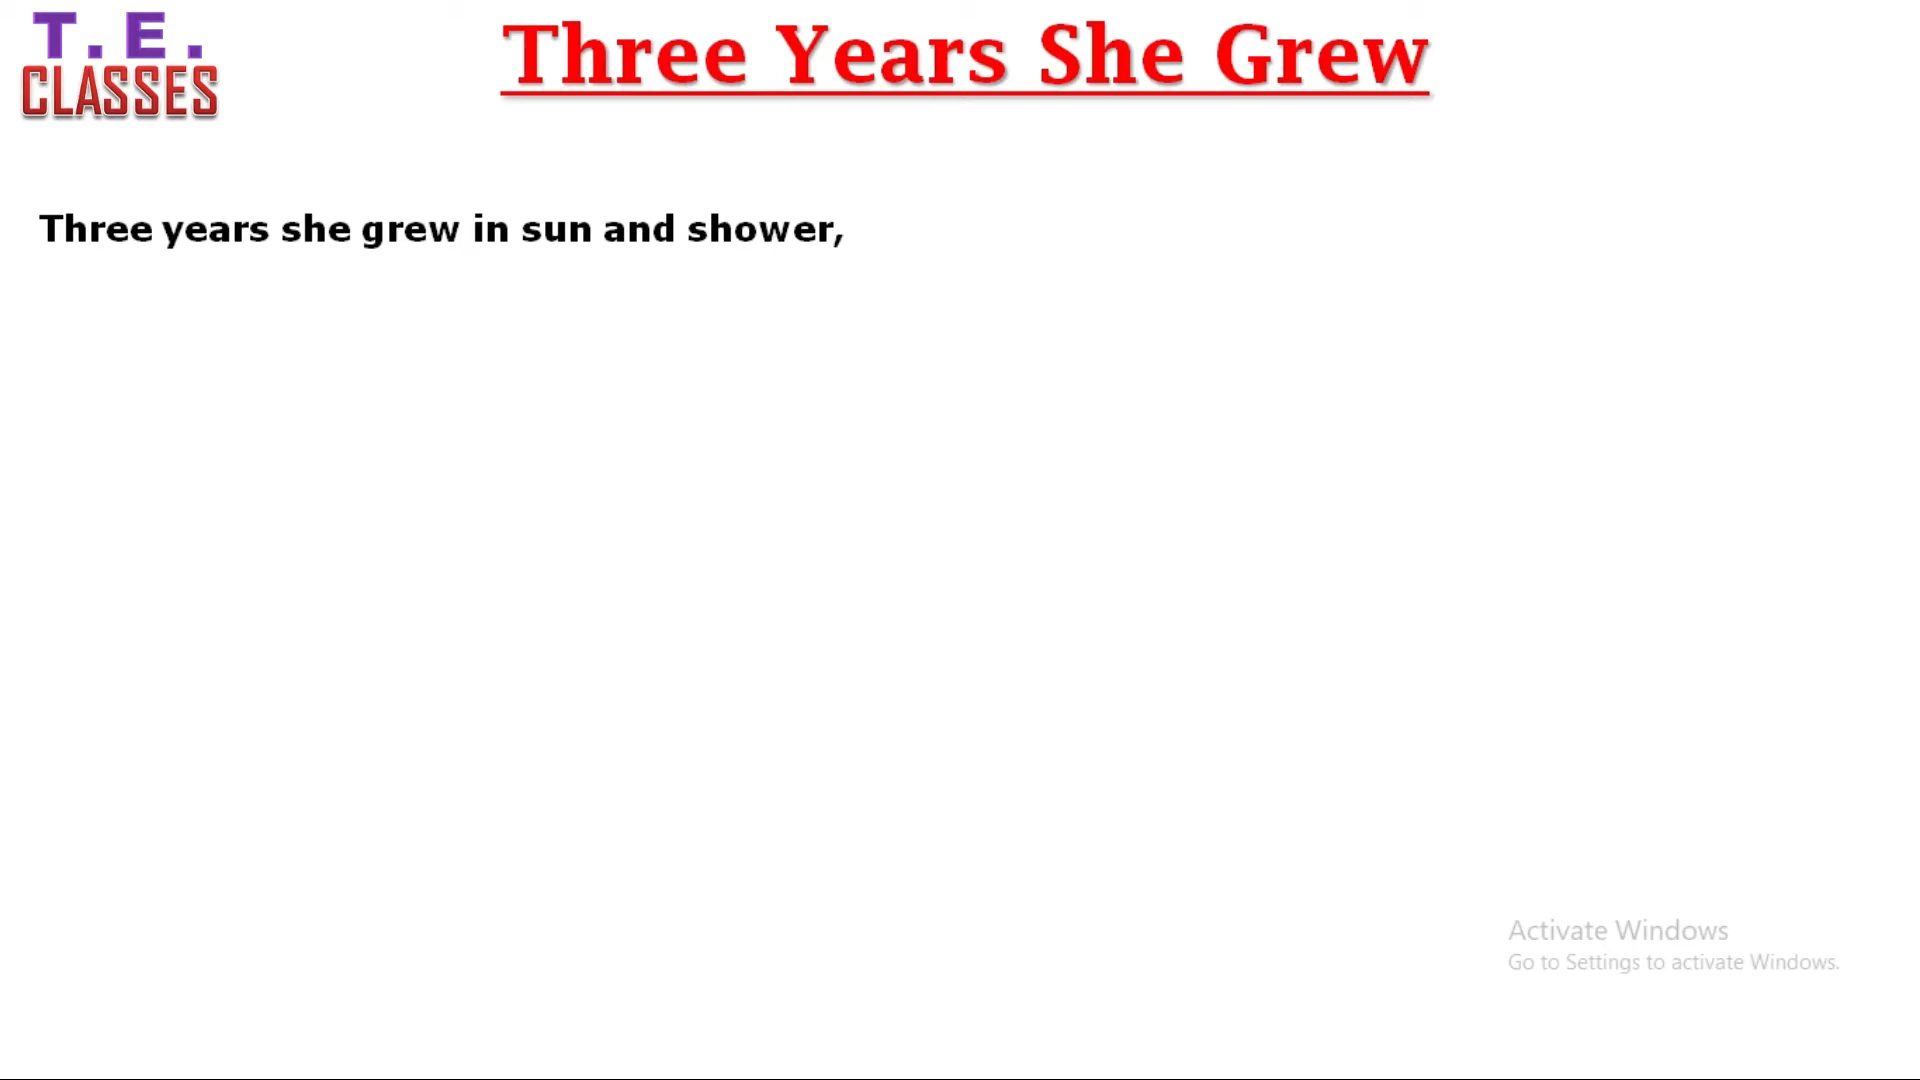 T.E.
CLASSES
Three Years She Grew
Three years she grew in sun and shower,
Activate Windows
Go to Settings to activate Windows.